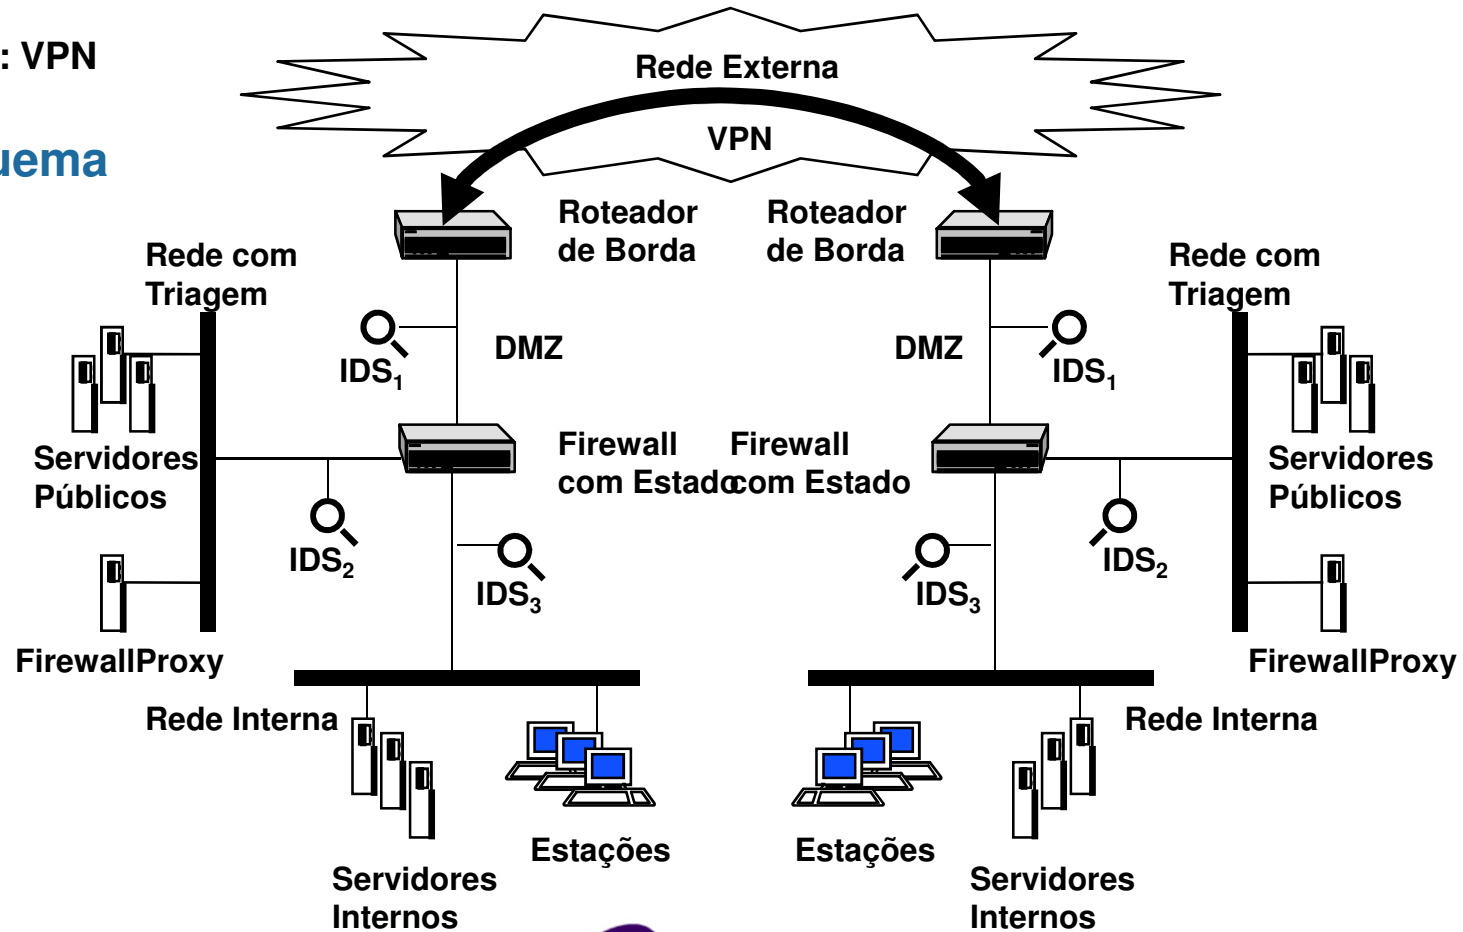 : VPN
uema
Rede Externa
VPN
Roteador
de Borda
Roteador
de Borda
Rede com
Triagem
Rede com
Triagem
DMZ
DMZ
IDS1
IDS1
Servidores
Públicos
Firewall
com Estado
Firewall
com Estado
Servidores
Públicos
IDS2
IDS3
IDS3
IDS2
FirewallProxy
FirewallProxy
Rede Interna
Rede Interna
Estações
Estações
Servidores
Internos
Servidores
Internos